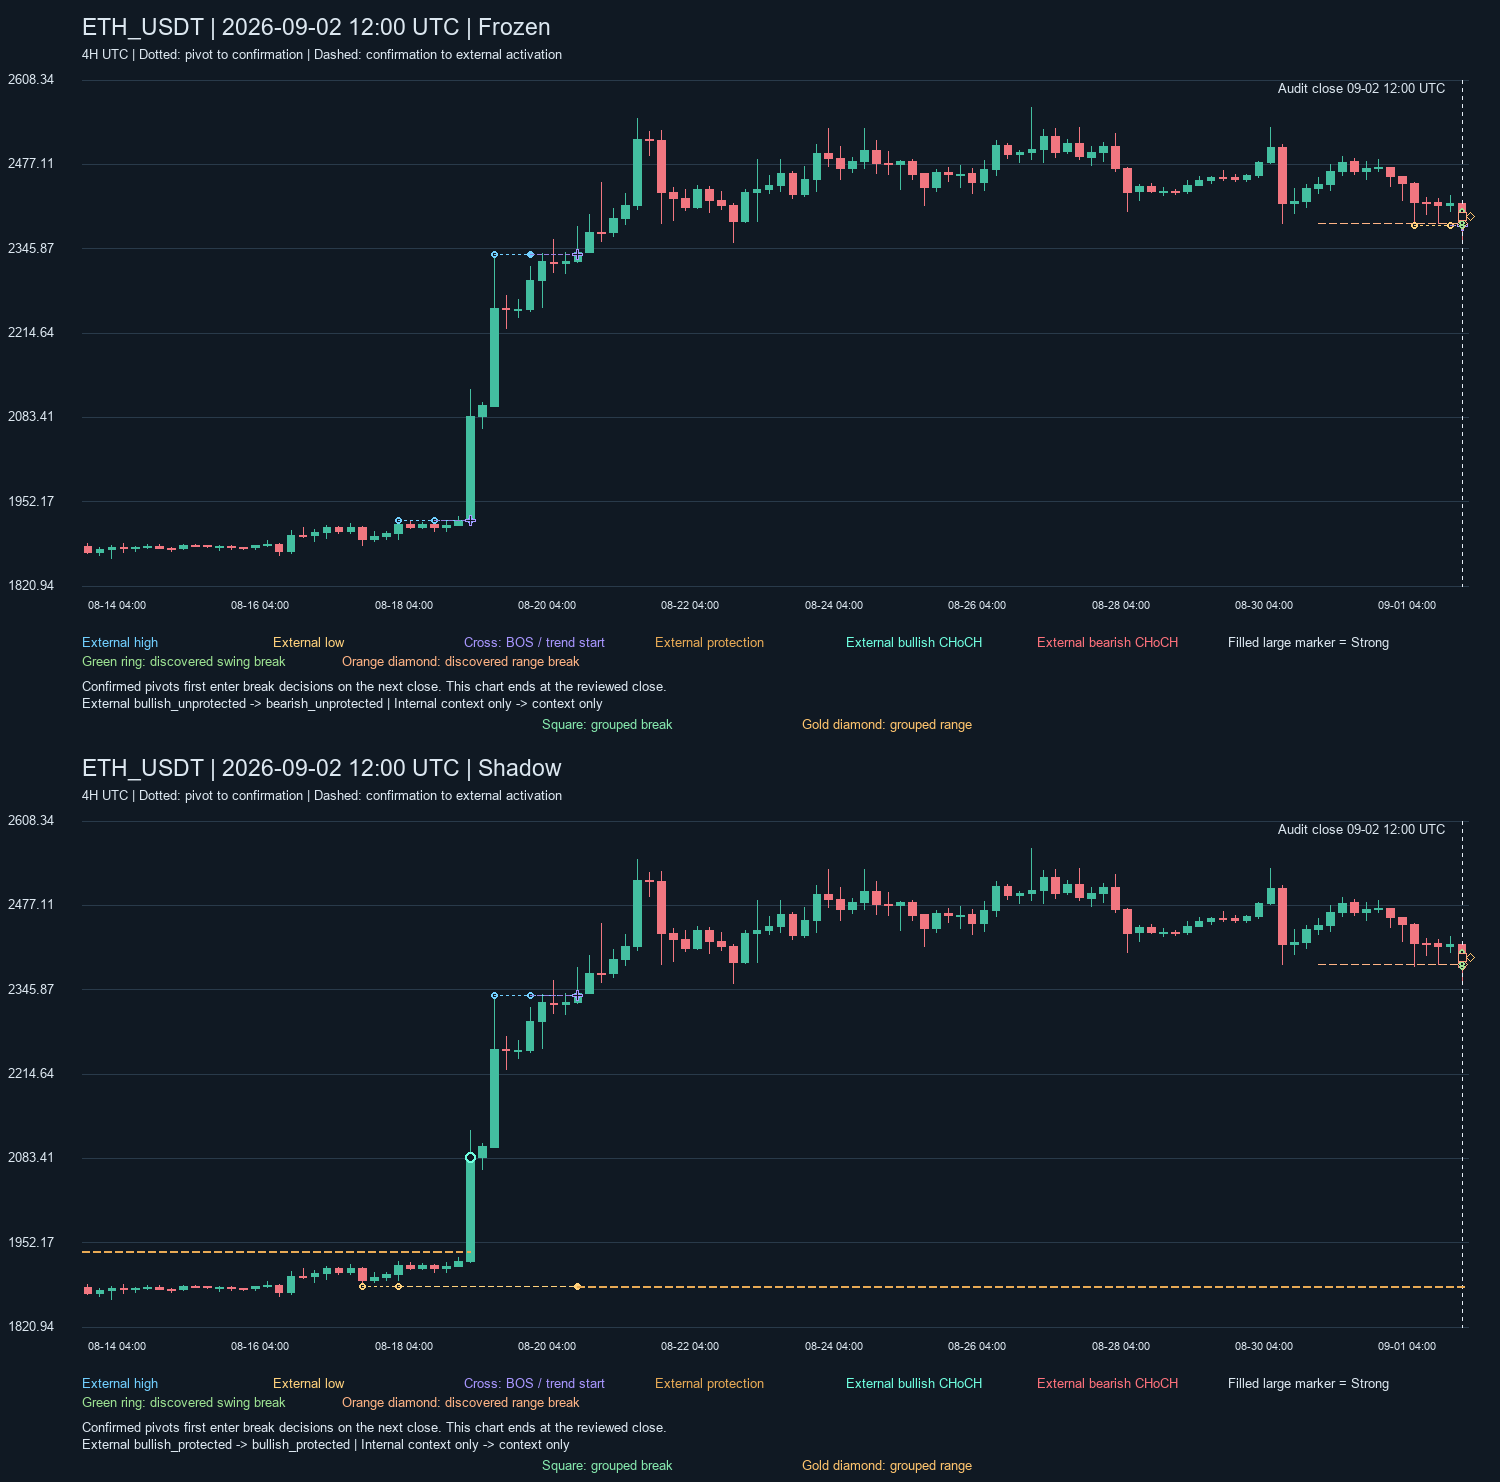 ETH_USDT | 2026-09-02 12:00 UTC | Frozen
4H UTC | Dotted: pivot to confirmation | Dashed: confirmation to external activation
2608.34
Audit close 09-02 12:00 UTC
2477.11
2345.87
2214.64
2083.41
1952.17
1820.94
08-14 04:00 08-16 04:00 08-18 04:00 08-20 04:00 08-22 04:00 08-24 04:00 08-26 04:00 08-28 04:00 08-30 04:00 09-01 04:00
External high External low Cross: BOS / trend start External protection External bullish CHoCH External bearish CHoCH Filled large marker = Strong
Green ring: discovered swing break Orange diamond: discovered range break
Confirmed pivots first enter break decisions on the next close. This chart ends at the reviewed close.
External bullish_unprotected -> bearish_unprotected | Internal context only -> context only
Square: grouped break Gold diamond: grouped range
ETH_USDT | 2026-09-02 12:00 UTC | Shadow
4H UTC | Dotted: pivot to confirmation | Dashed: confirmation to external activation
2608.34
Audit close 09-02 12:00 UTC
2477.11
2345.87
2214.64
2083.41
1952.17
1820.94
08-14 04:00 08-16 04:00 08-18 04:00 08-20 04:00 08-22 04:00 08-24 04:00 08-26 04:00 08-28 04:00 08-30 04:00 09-01 04:00
External high External low Cross: BOS / trend start External protection External bullish CHoCH External bearish CHoCH Filled large marker = Strong
Green ring: discovered swing break Orange diamond: discovered range break
Confirmed pivots first enter break decisions on the next close. This chart ends at the reviewed close.
External bullish_protected -> bullish_protected | Internal context only -> context only
Square: grouped break Gold diamond: grouped range